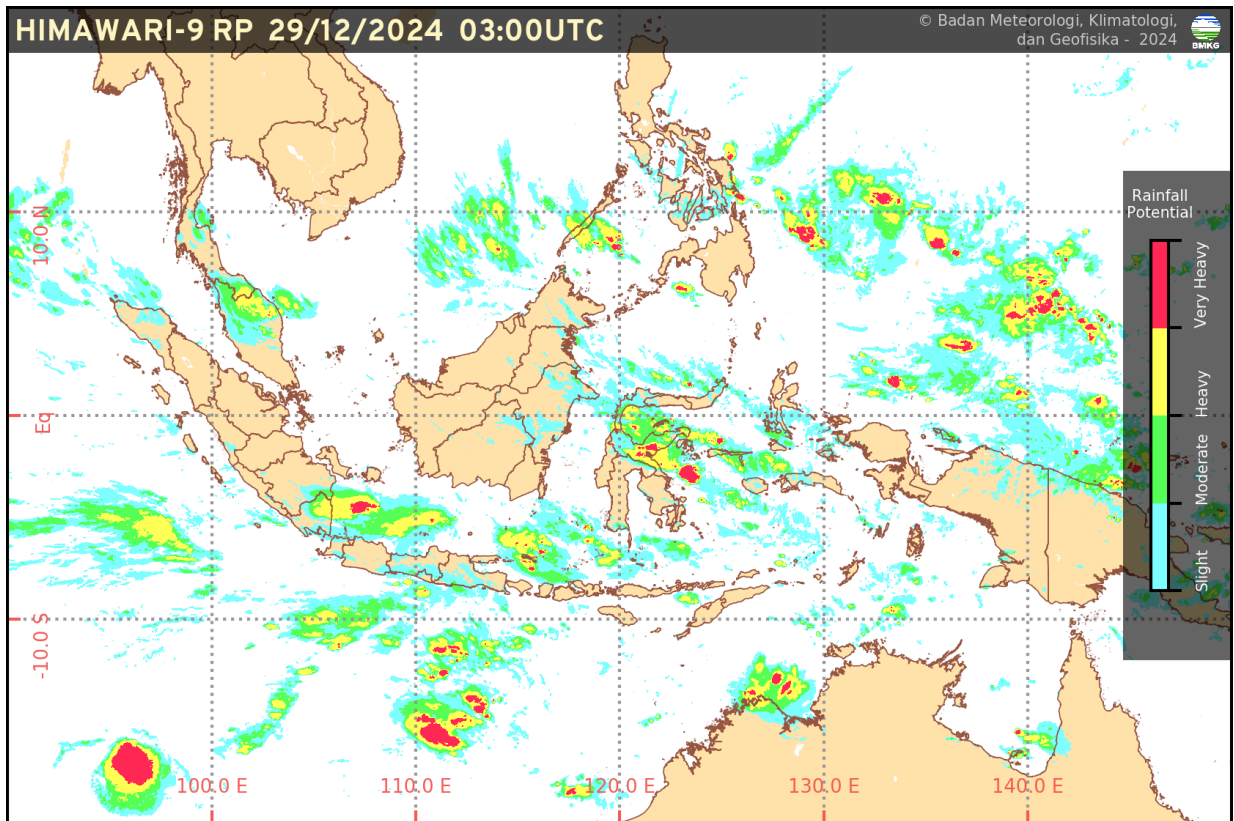 HIMAWARI-9 RP 29/12/2024 03:00UTC
© Badan Meteorologi, Klimatologi,
dan Geofisika - 2024
BMKG
Rainfall
Potential
Very Heavy
Heavy
Moderate
Slight
10.0 N
Eq
-10.0 S
100.0 E
110.0 E
120.0 E
130.0 E
140.0 E